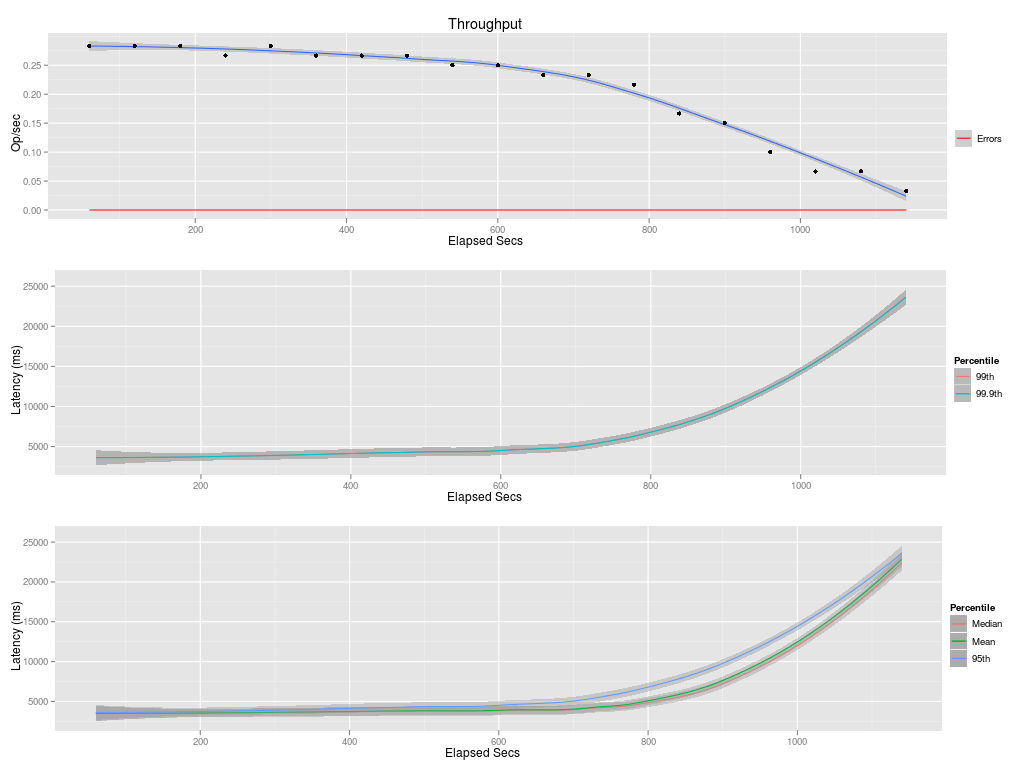 Throughput
Op/sec
0.25
0.20
0.15
0.10
0.05
0.00
200 400 600 800 1000
Elapsed Secs
Errors
Latency (ms)
25000
20000
15000
10000
5000
200 400 600 800 1000
Elapsed Secs
Percentile
99th
99.9th
Latency (ms)
25000
20000
15000
10000
5000
200 400 600 800 1000
Elapsed Secs
Percentile
Median
Mean
95th